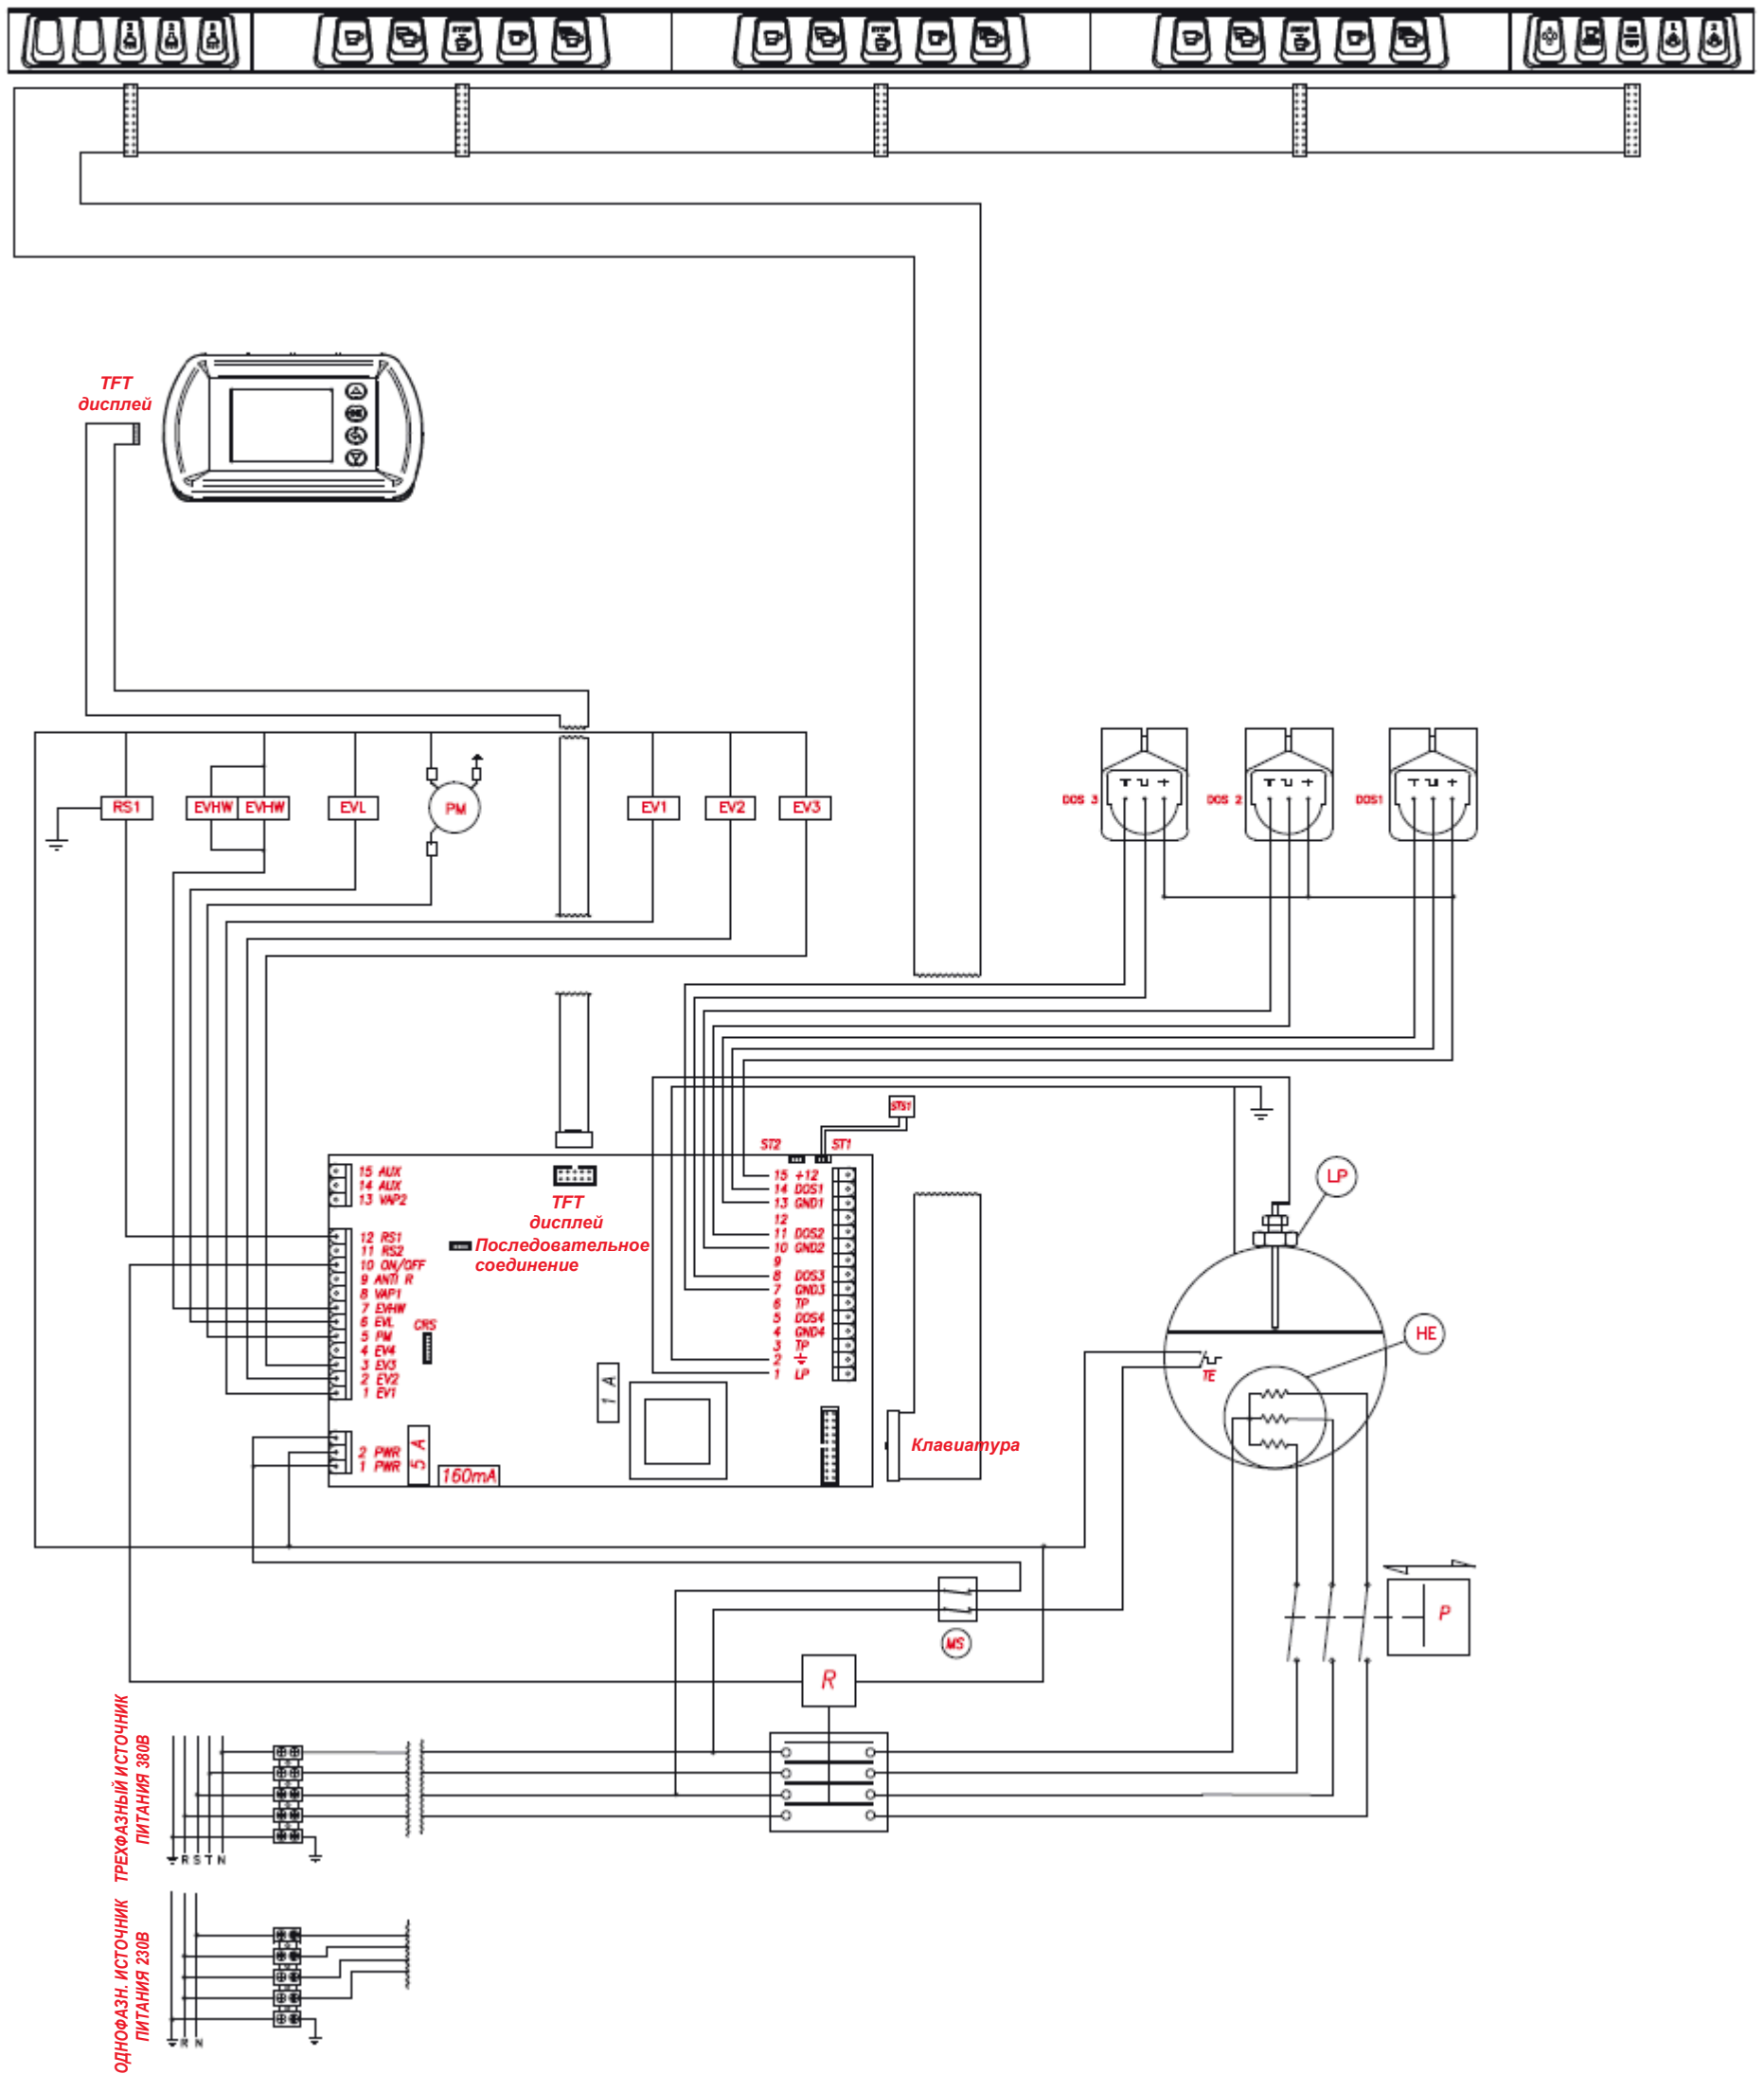 TFT
дисплей
RS1
EVHW
EVHW
EVL
PM
EV1
EV2
EV3
DOS 3
DOS 2
DOS1
STS1
ST2
ST1
15 AUX
14 AUX
13 VAP2
TFT
дисплей
Последовательное
соединение
12 RS1
11 RS2
10 ON/OFF
9 ANTI R
8 VAP1
7 EVHW
6 EVL
5 PM
4 EV4
3 EV3
2 EV2
1 EV1
CRS
15 +12
14 DOS1
13 GND1
12
11 DOS2
10 GND2
9
8 DOS3
7 GND3
6 TP
5 DOS4
4 GND4
3 TP
2
1 LP
LP
HE
TE
1 A
2 PWR
1 PWR
5 A
160mA
Клавиатура
MS
P
R
ТРЕХФАЗНЫЙ ИСТОЧНИК
ПИТАНИЯ 380В
R S T N
ОДНОФАЗН. ИСТОЧНИК
ПИТАНИЯ 230В
R N